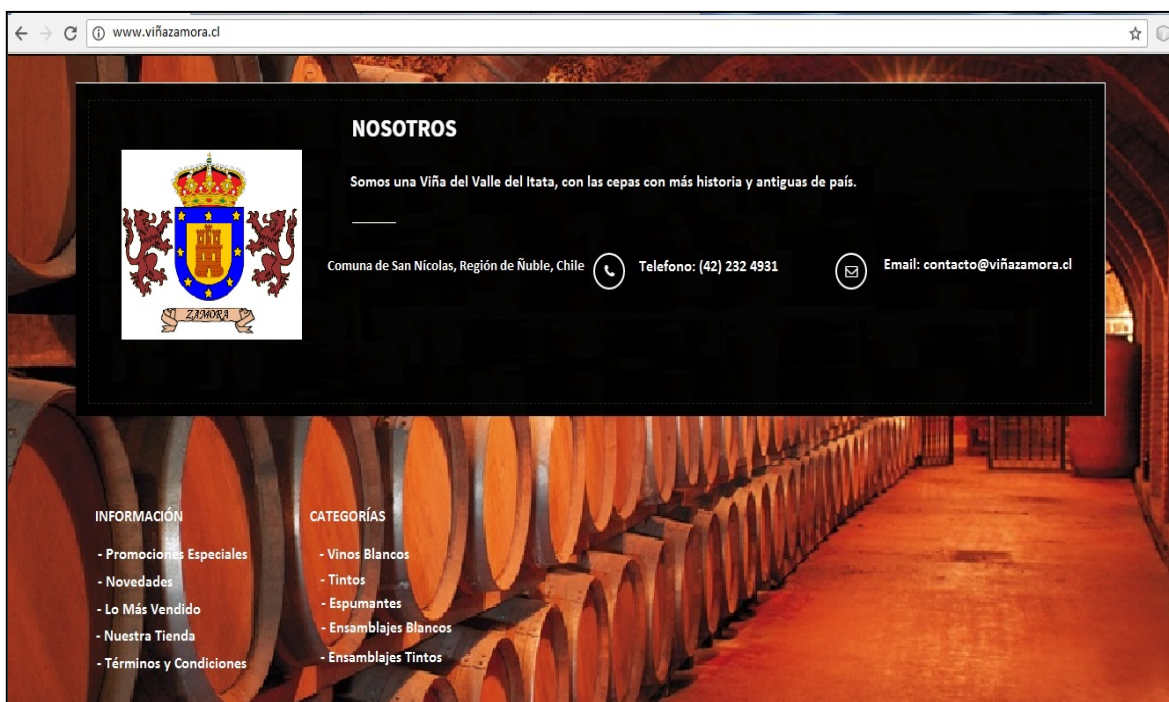 www.viñazamora.cl
NOSOTROS
Somos una Viña del Valle del Itata, con las cepas con más historia y antiguas de país.
ZAMORA
Comuna de San Nícolas, Región de Ñuble, Chile
Telefono: (42) 232 4931
Email: contacto@viñazamora.cl
INFORMACIÓN
- Promociones Especiales
- Novedades
- Lo Más Vendido
- Nuestra Tienda
- Términos y Condiciones
CATEGORÍAS
- Vinos Blancos
- Tintos
- Espumantes
- Ensamblajes Blancos
- Ensamblajes Tintos